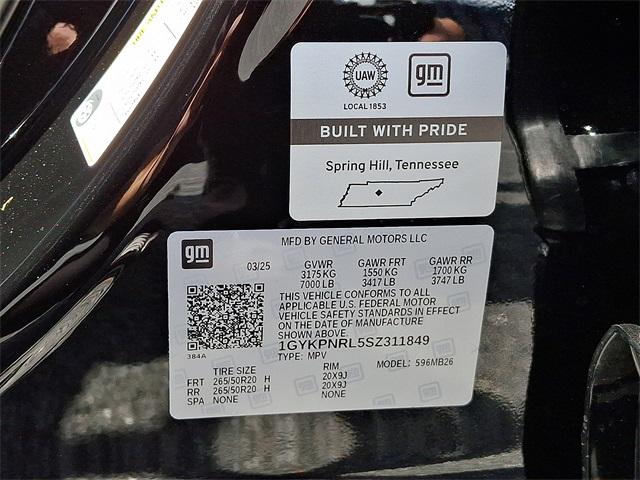 UAW
gm
LOCAL 1853
BUILT WITH PRIDE
Spring Hill, Tennessee
gm
MFD BY GENERAL MOTORS LLC
03/25 GVWR GAWR FRT GAWR RR
3175 KG 1550 KG 1700 KG
7000 LB 3417 LB 3747 LB
THIS VEHICLE CONFORMS TO ALL
APPLICABLE U.S. FEDERAL MOTOR
VEHICLE SAFETY STANDARDS IN EFFECT
ON THE DATE OF MANUFACTURE
SHOWN ABOVE.
1GYKPNRL5SZ311849
384A
TYPE: MPV MODEL: 596MB26
TIRE SIZE RIM
FRT 265/50R20 H 20X9J
RR 265/50R20 H 20X9J
SPA NONE NONE